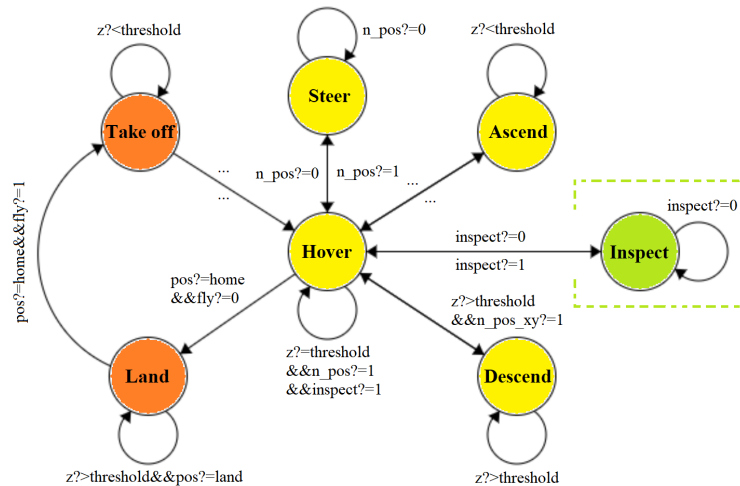 z?<threshold
n_pos?=0
z?<threshold
Steer
Take off
Ascend
n_pos?=0
n_pos?=1
...
...
...
...
inspect?=0
pos?=home&&fly?=1
Hover
inspect?=0
inspect?=1
Inspect
pos?=home
&&fly?=0
z?>threshold
&&n_pos_xy?=1
z?=threshold
&&n_pos?=1
&&inspect?=1
Land
Descend
z?>threshold&&pos?=land
z?>threshold